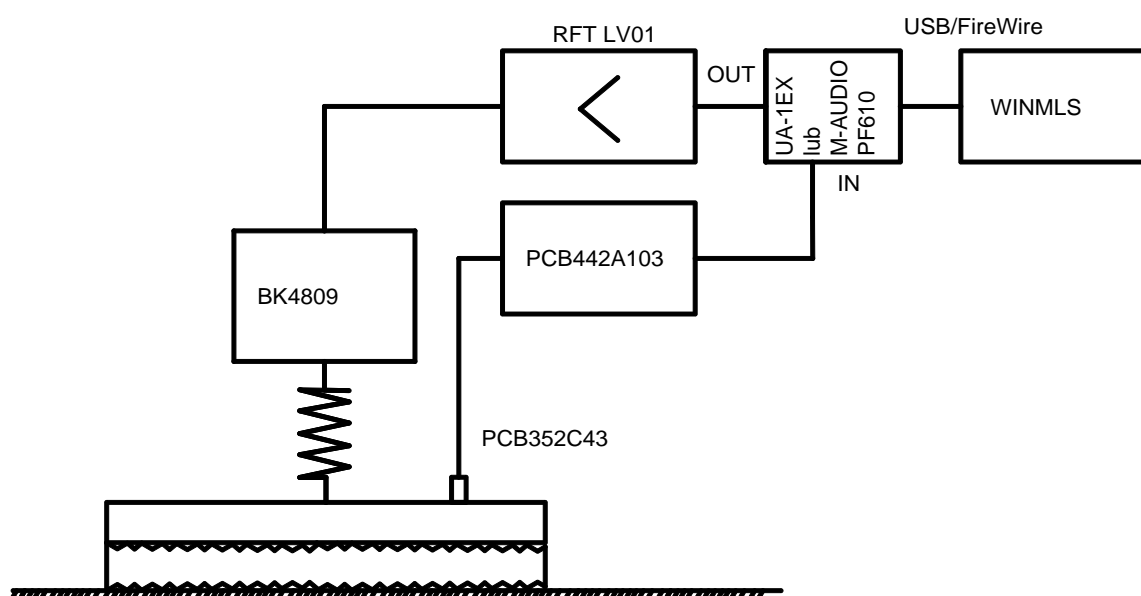 RFT LV01
USB/FireWire
OUT
UA-1EX
lub
M-AUDIO
PF610
WINMLS
IN
PCB442A103
BK4809
PCB352C43